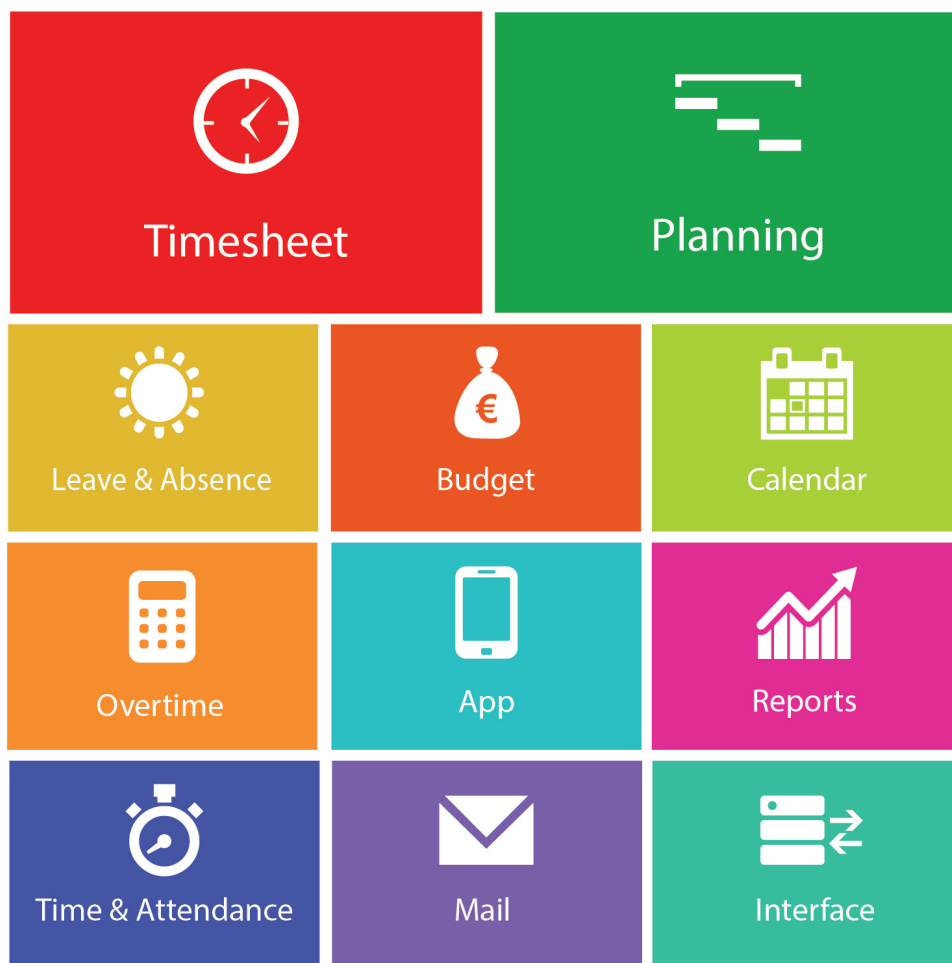 Timesheet
Planning
Leave & Absence
€
Budget
Calendar
Overtime
App
Reports
Time & Attendance
Mail
Interface